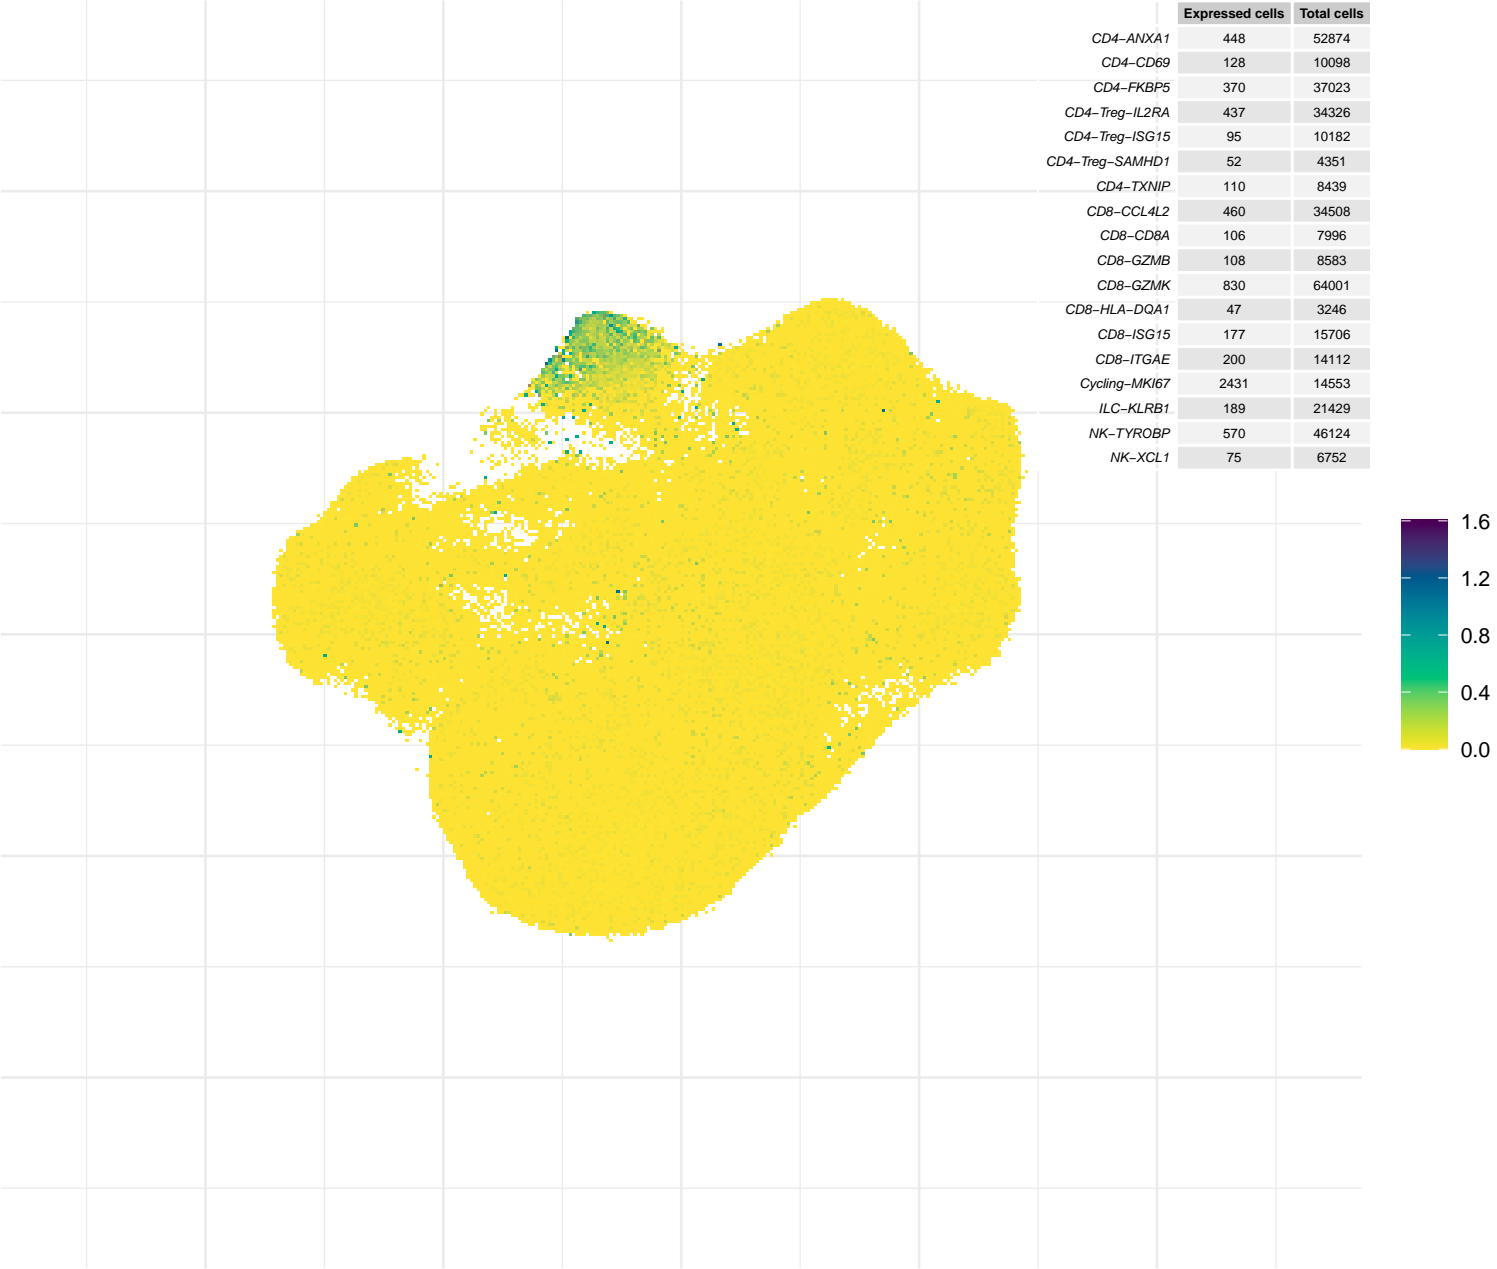 Expressed cells Total cells
CD4−ANXA1 448 52874
CD4−CD69 128 10098
CD4−FKBP5 370 37023
CD4−Treg−IL2RA 437 34326
CD4−Treg−ISG15 95 10182
CD4−Treg−SAMHD1 52 4351
CD4−TXNIP 110 8439
CD8−CCL4L2 460 34508
CD8−CD8A 106 7996
CD8−GZMB 108 8583
CD8−GZMK 830 64001
CD8−HLA−DQA1 47 3246
CD8−ISG15 177 15706
CD8−ITGAE 200 14112
Cycling−MKI67 2431 14553
ILC−KLRB1 189 21429
NK−TYROBP 570 46124
NK−XCL1 75 6752
1.6
1.2
0.8
0.4
0.0